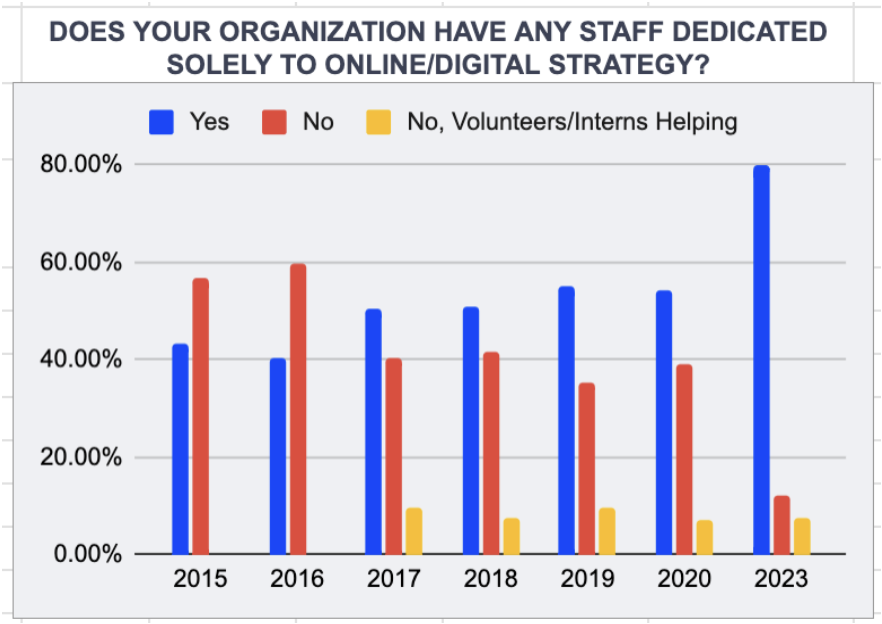 DOES YOUR ORGANIZATION HAVE ANY STAFF DEDICATED
SOLELY TO ONLINE/DIGITAL STRATEGY?
Yes No No, Volunteers/Interns Helping
80.00%
60.00%
40.00%
20.00%
0.00%
2015 2016 2017 2018 2019 2020 2023